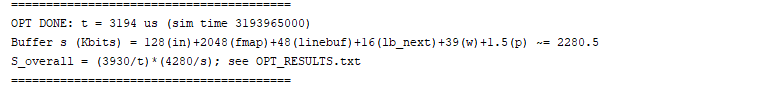 ========================================
OPT DONE: t = 3194 us (sim time 3193965000)
Buffer s (Kbits) = 128(in)+2048(fmap)+48(linebuf)+16(lb_next)+39(w)+1.5(p) ~= 2280.5
S_overall = (3930/t)*(4280/s); see OPT_RESULTS.txt
========================================